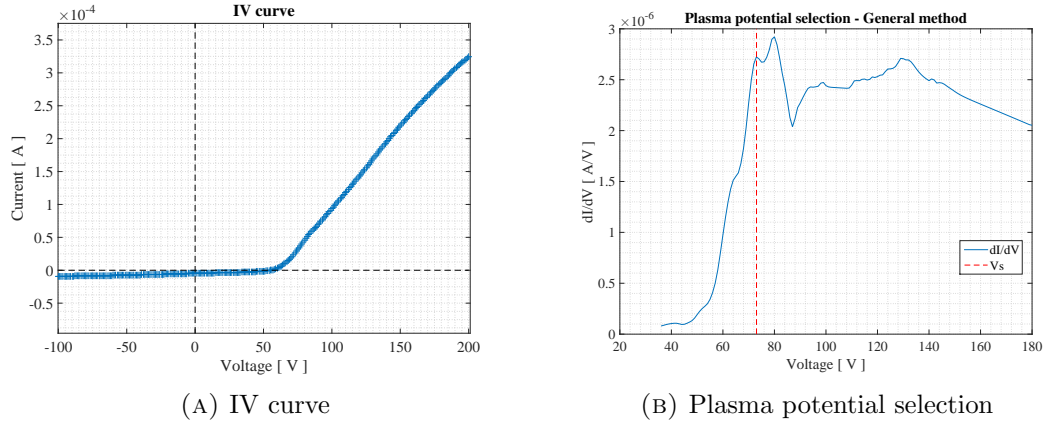 IV curve
×10⁻⁴
3.5
3
2.5
2
1.5
1
0.5
0
-0.5
Current [ A ]
-100 -50 0 50 100 150 200
Voltage [ V ]
(A) IV curve
Plasma potential selection - General method
×10⁻⁶
3
2.5
2
1.5
1
0.5
0
dI/dV [ A/V ]
dI/dV
Vs
20 40 60 80 100 120 140 160 180
Voltage [ V ]
(B) Plasma potential selection